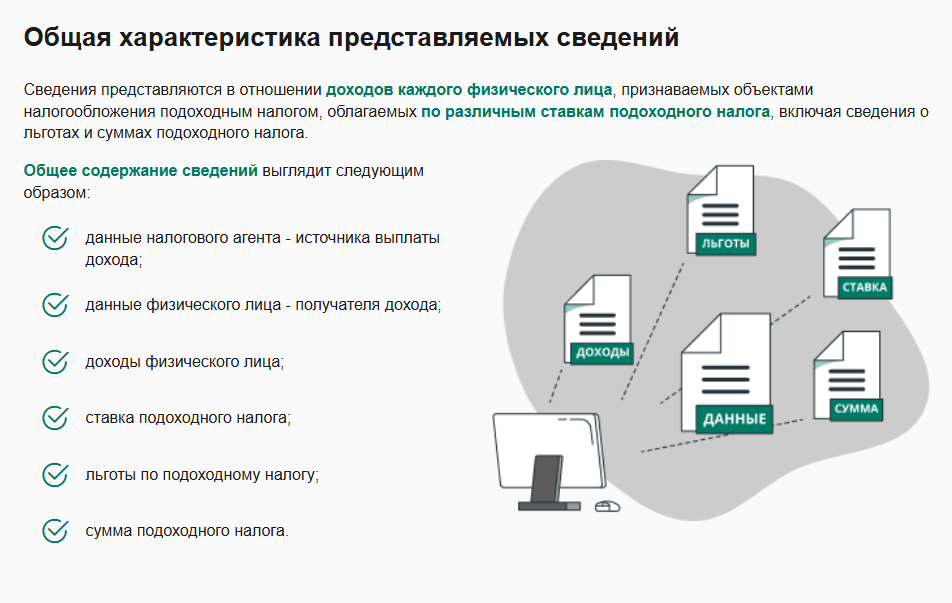 Общая характеристика представляемых сведений
Сведения представляются в отношении доходов каждого физического лица, признаваемых объектами
налогообложения подоходным налогом, облагаемых по различным ставкам подоходного налога, включая сведения о
льготах и суммах подоходного налога.
Общее содержание сведений выглядит следующим
образом:
данные налогового агента - источника выплаты
дохода;
данные физического лица - получателя дохода;
доходы физического лица;
ставка подоходного налога;
льготы по подоходному налогу;
сумма подоходного налога.
ЛЬГОТЫ
СТАВКА
ДОХОДЫ
ДАННЫЕ
СУММА